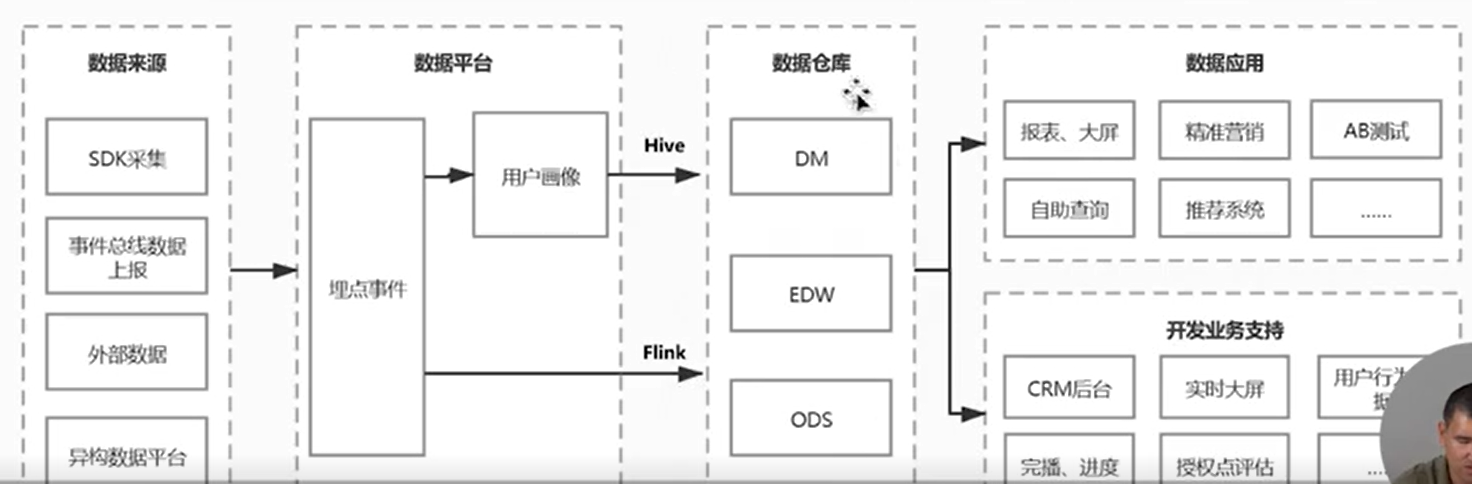 数据来源
SDK采集
事件总线数据
上报
外部数据
异构数据平台
数据平台
埋点事件
用户画像
Hive
Flink
数据仓库
DM
EDW
ODS
数据应用
报表、大屏
精准营销
AB测试
自助查询
推荐系统
......
开发业务支持
CRM后台
实时大屏
用户行为
完播、进度
授权点评估
....